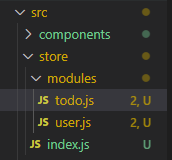 src
components
store
modules
JS todo.js 2, U
JS user.js 2, U
JS index.js U